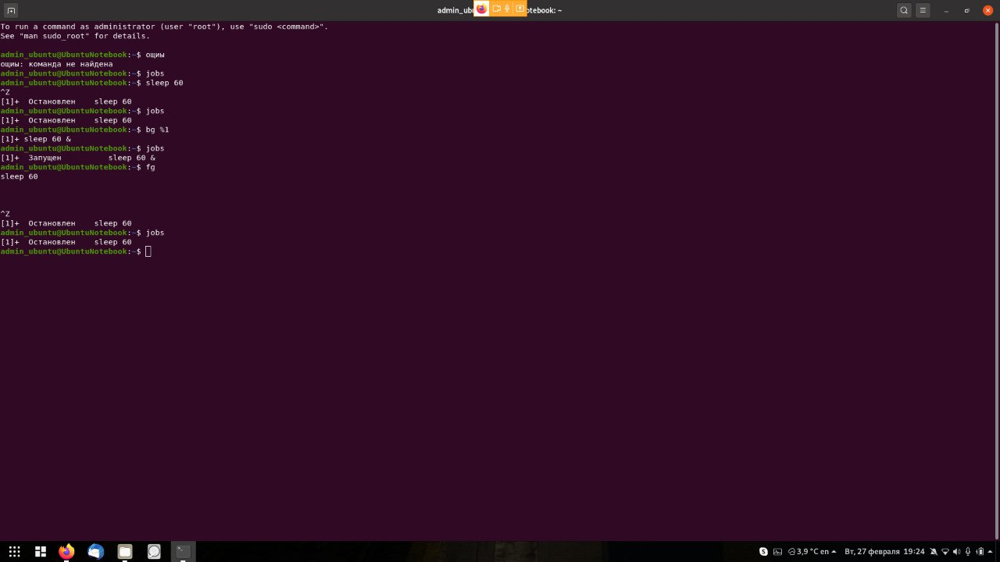 admin_ubu otebook: ~
To run a command as administrator (user "root"), use "sudo <command>".
See "man sudo_root" for details.
admin_ubuntu@UbuntuNotebook:~$ ощиы
ощиы: команда не найдена
admin_ubuntu@UbuntuNotebook:~$ jobs
admin_ubuntu@UbuntuNotebook:~$ sleep 60
^Z
[1]+  Остановлен    sleep 60
admin_ubuntu@UbuntuNotebook:~$ jobs
[1]+  Остановлен    sleep 60
admin_ubuntu@UbuntuNotebook:~$ bg %1
[1]+ sleep 60 &
admin_ubuntu@UbuntuNotebook:~$ jobs
[1]+  Запущен          sleep 60 &
admin_ubuntu@UbuntuNotebook:~$ fg
sleep 60
^Z
[1]+  Остановлен    sleep 60
admin_ubuntu@UbuntuNotebook:~$ jobs
[1]+  Остановлен    sleep 60
admin_ubuntu@UbuntuNotebook:~$
3,9 °C en Вт, 27 февраля 19:24